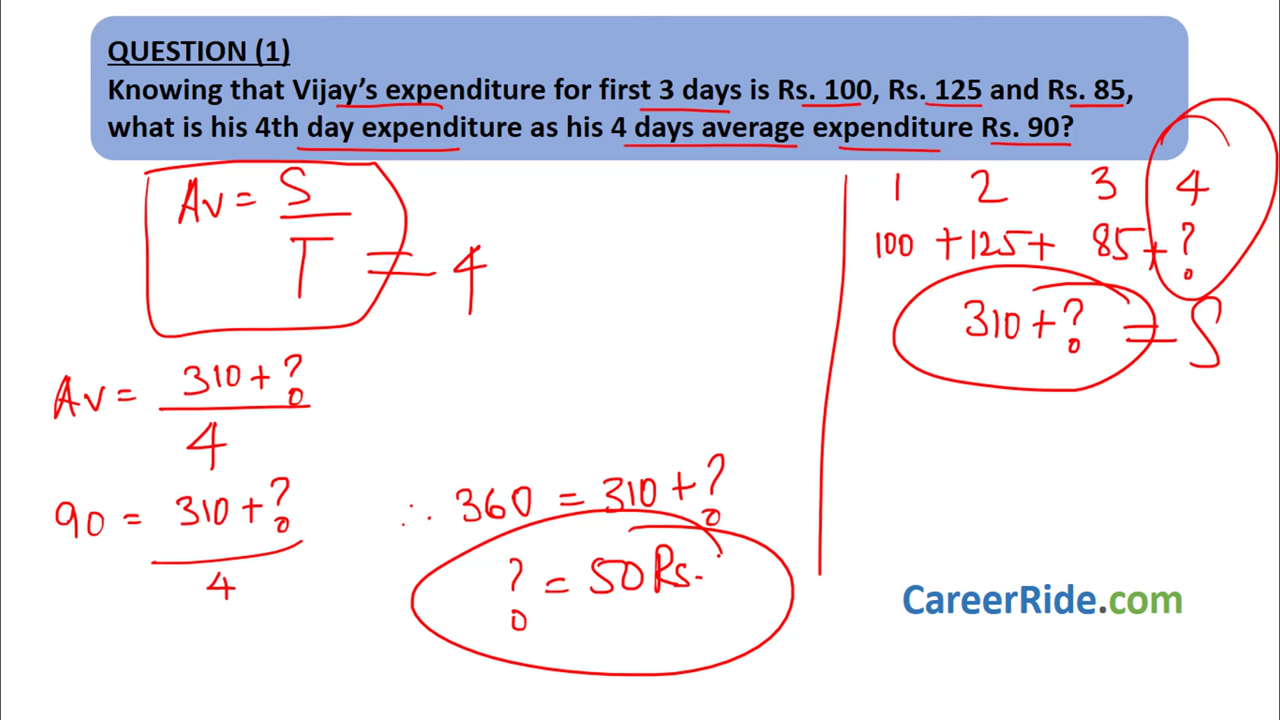 QUESTION (1)
Knowing that Vijay's expenditure for first 3 days is Rs. 100, Rs. 125 and Rs. 85,
what is his 4th day expenditure as his 4 days average expenditure Rs. 90?
Av = S
T = 4
1 2 3 4
100 + 125 + 85 + ?
310 + ? = S
Av = 310 + ?
4
90 = 310 + ?
4
∴ 360 = 310 + ?
? = 50 Rs.
CareerRide.com